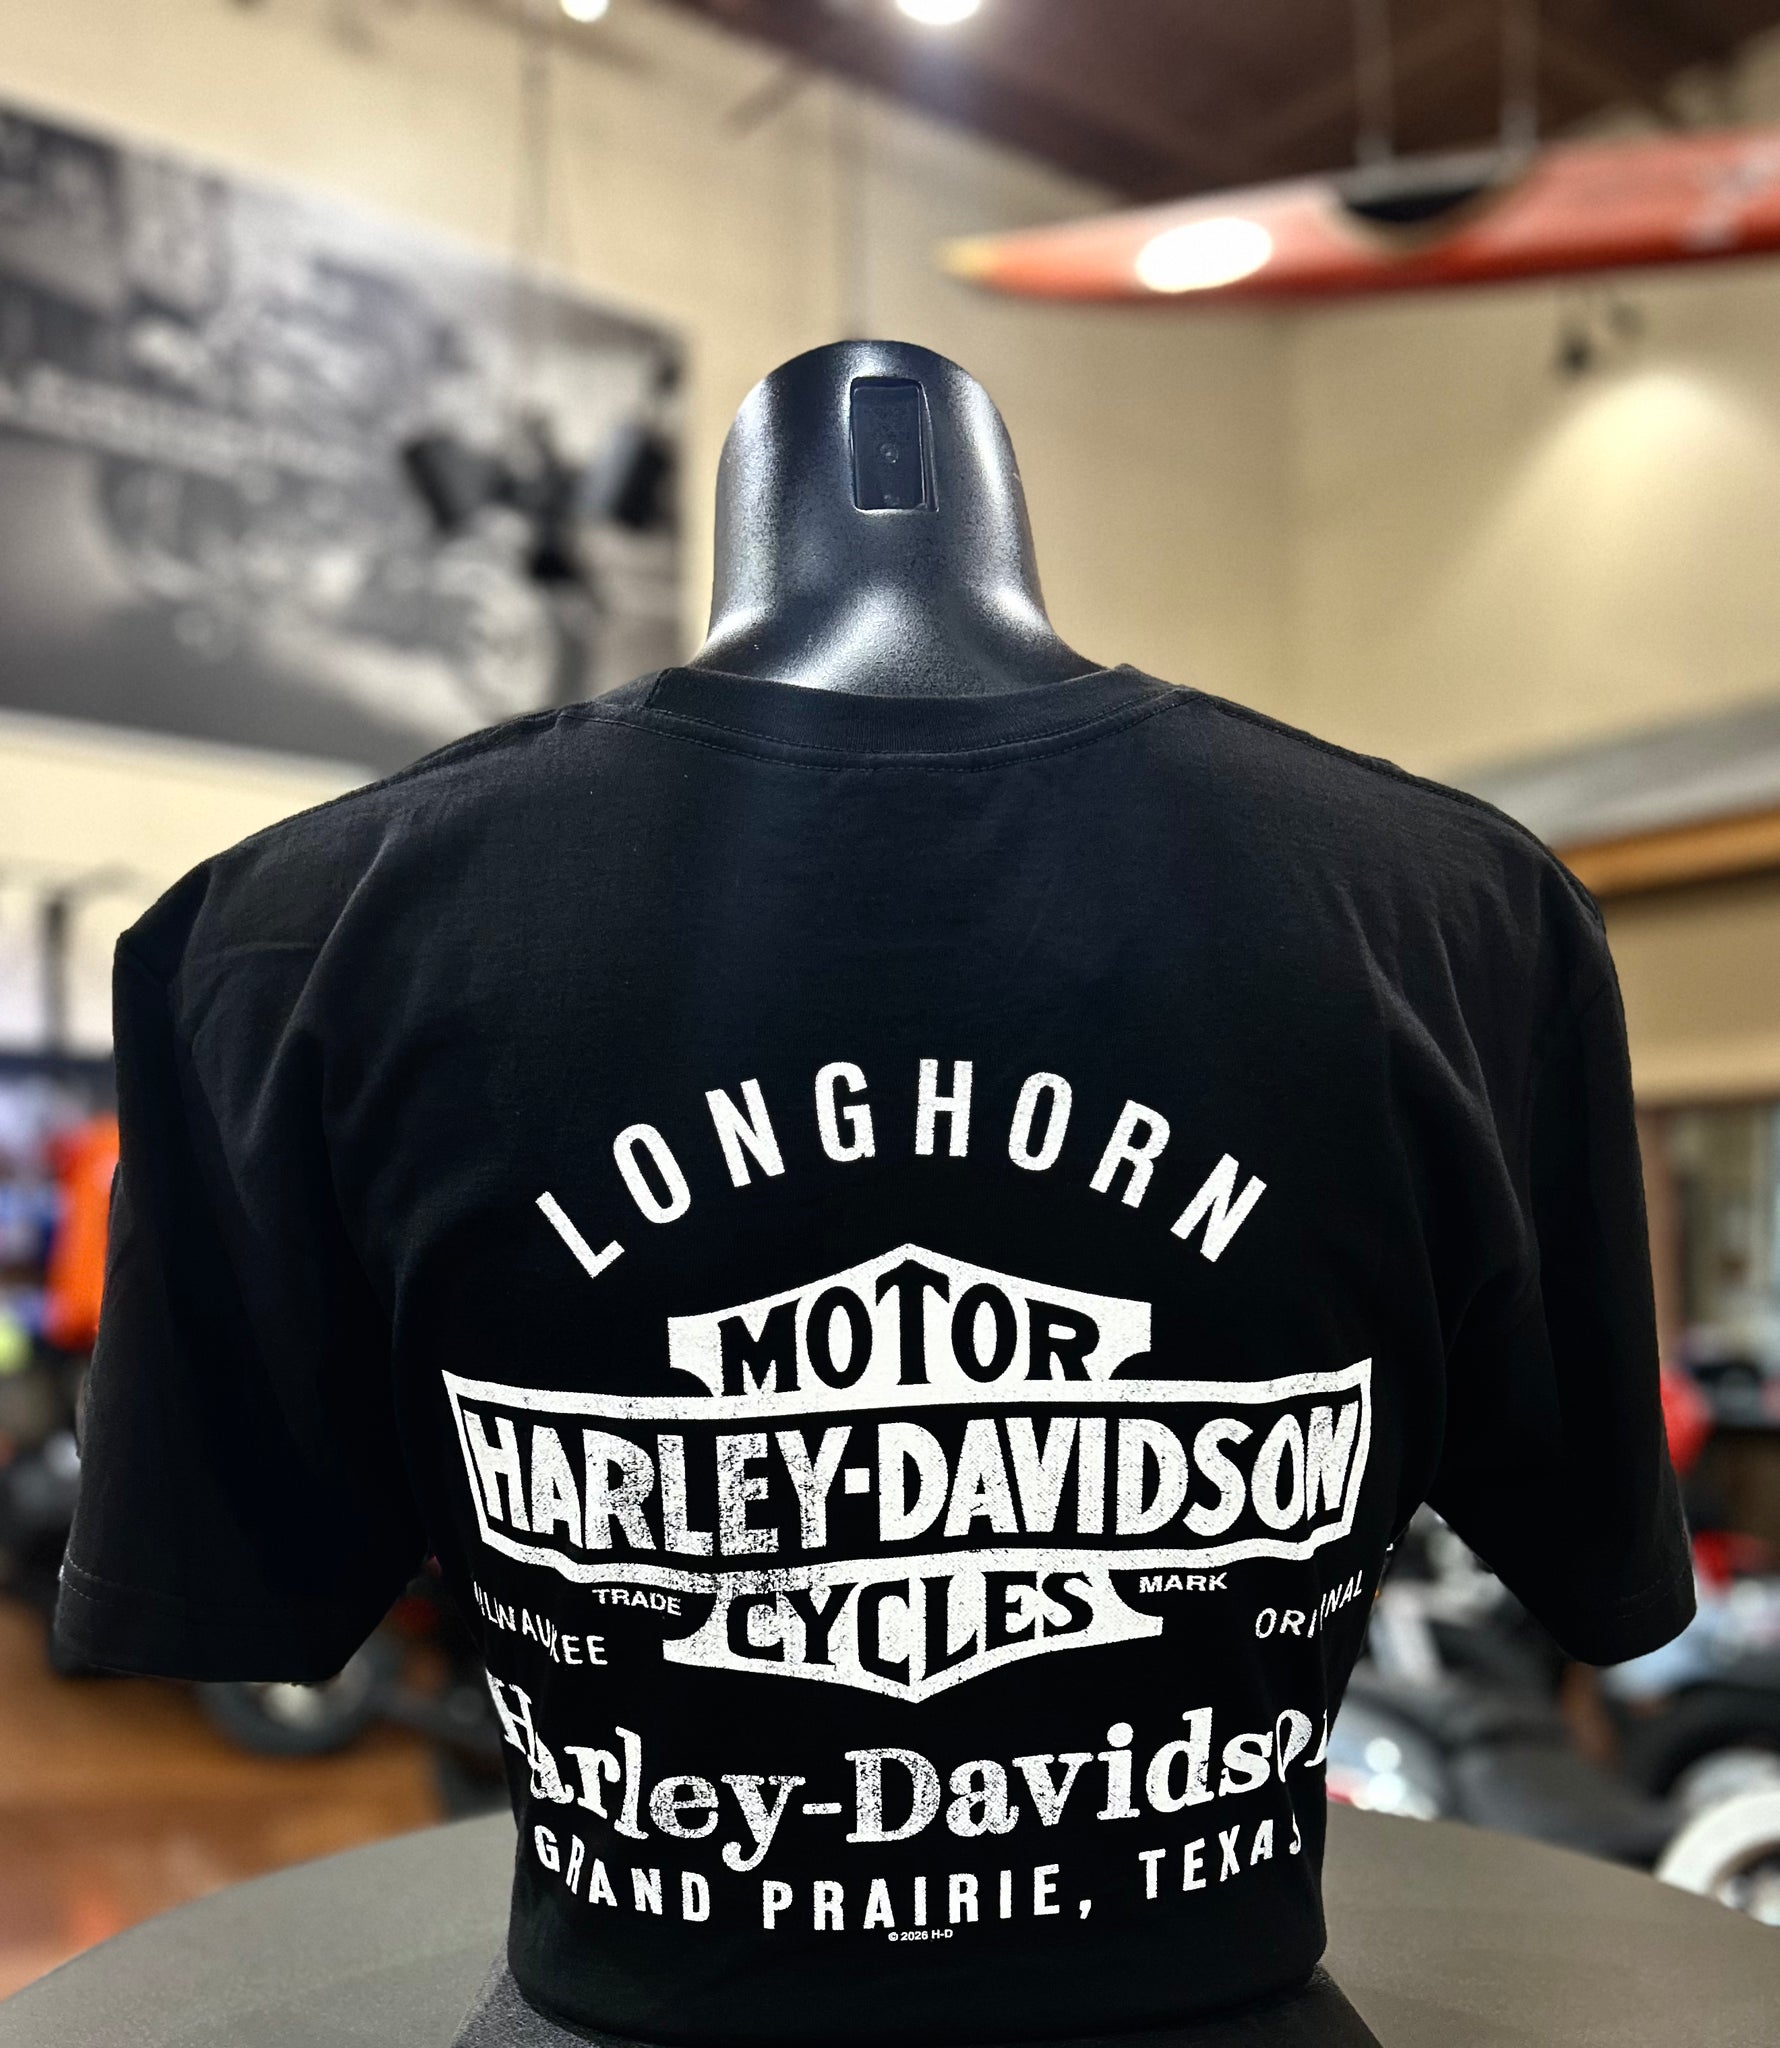 LONGHORN
MOTOR
HARLEY-DAVIDSON
CYCLES
TRADE MARK
MILWAUKEE ORIGINAL
Harley-Davidson
GRAND PRAIRIE, TEXAS
© 2026 H-D